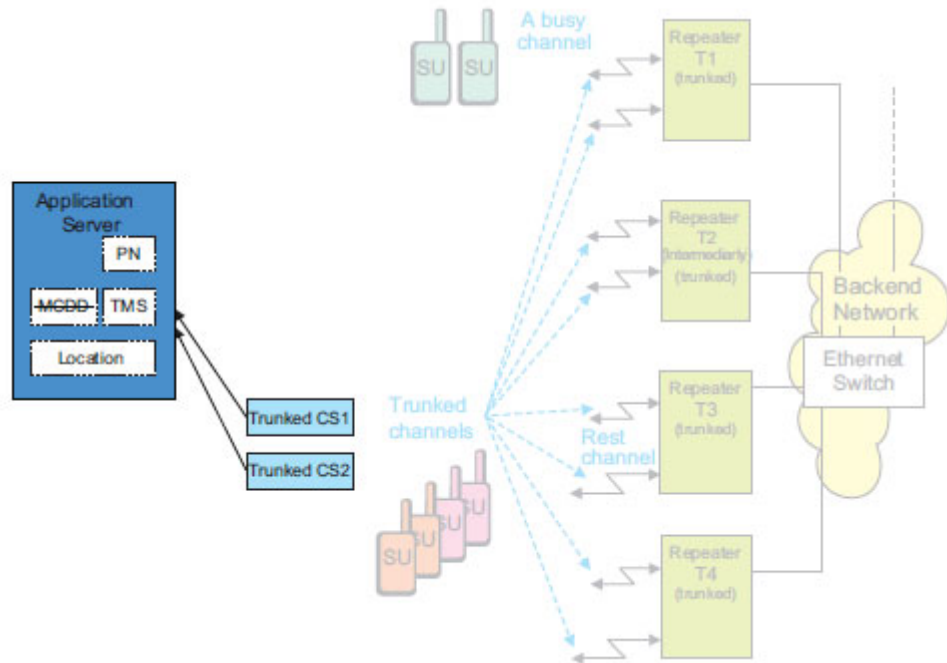 A busy
channel
SU
SU
Repeater
T1
(trunked)
Application
Server
PN
MCDD
TMS
Location
Repeater
T2
(Intermediarly)
(trunked)
Backend
Network
Ethernet
Switch
Trunked CS1
Trunked CS2
Trunked
channels
Repeater
T3
(trunked)
Rest
channel
SU
SU
SU
SU
Repeater
T4
(trunked)